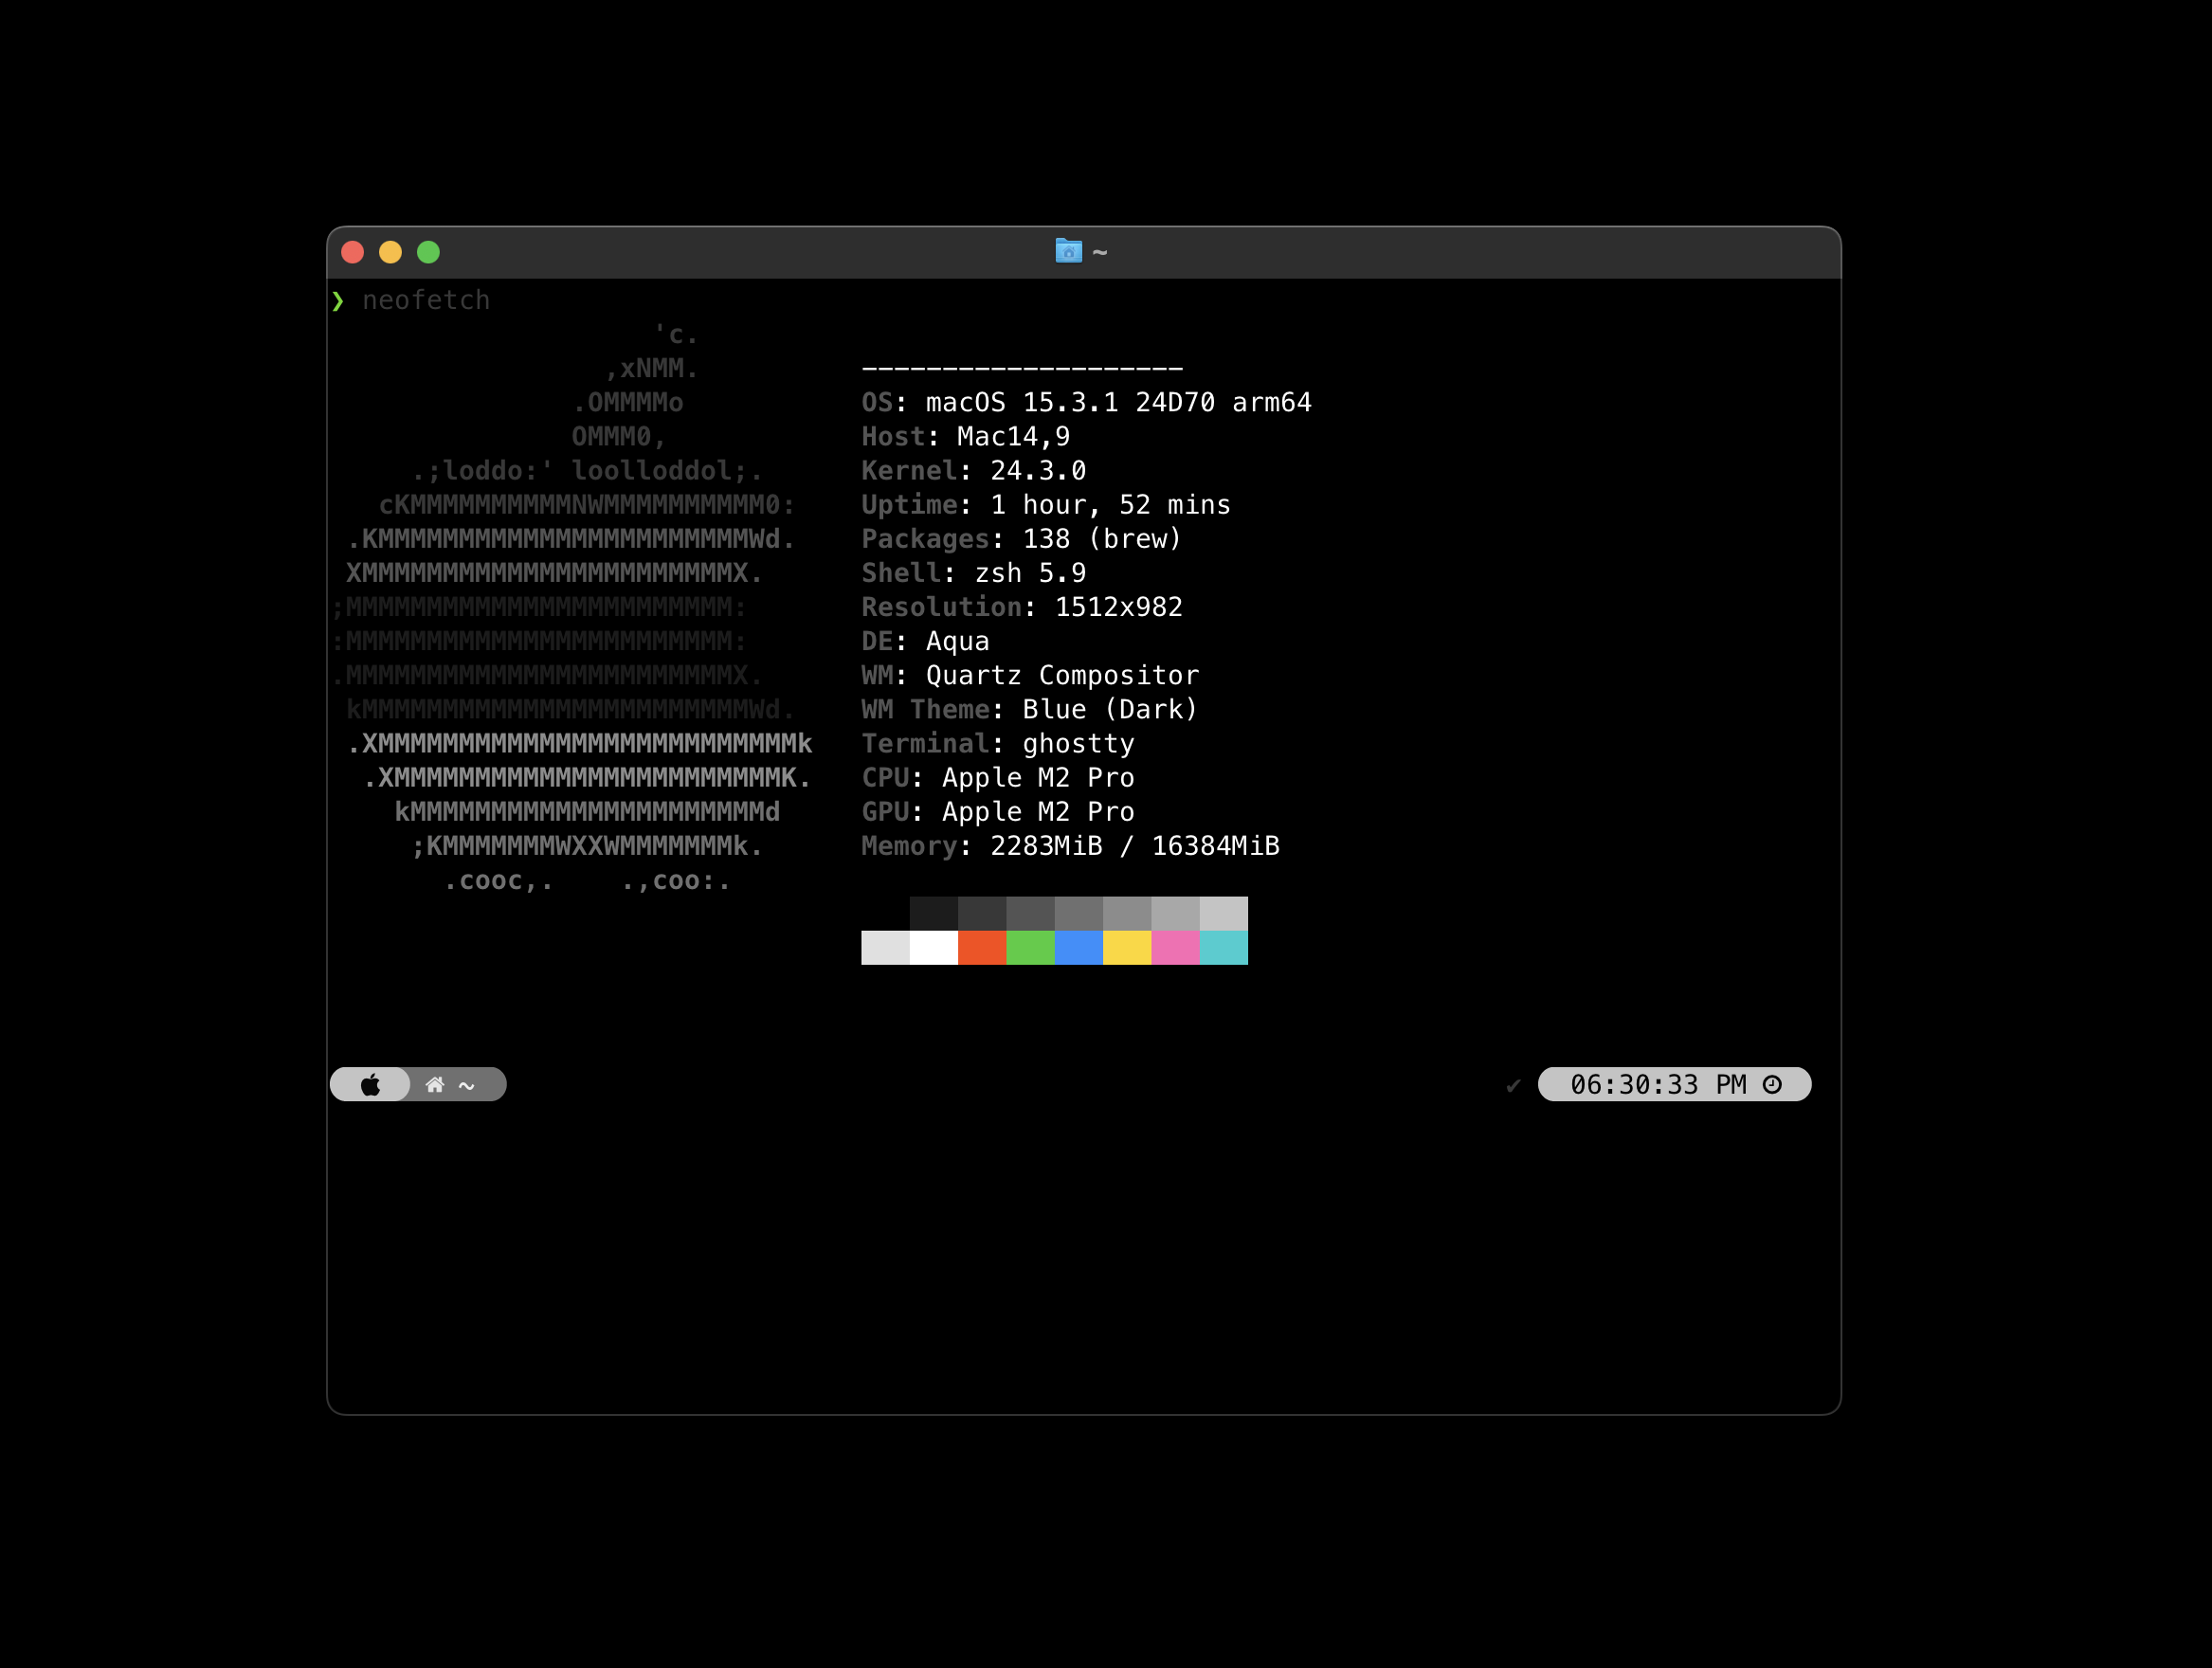 ~
❯ neofetch
'c.
,xNMM. --------------------
.OMMMMo OS: macOS 15.3.1 24D70 arm64
OMMM0, Host: Mac14,9
.;loddo:' loolloddol;. Kernel: 24.3.0
cKMMMMMMMMMMNWMMMMMMMMMM0: Uptime: 1 hour, 52 mins
.KMMMMMMMMMMMMMMMMMMMMMMMWd. Packages: 138 (brew)
XMMMMMMMMMMMMMMMMMMMMMMMX. Shell: zsh 5.9
;MMMMMMMMMMMMMMMMMMMMMMMM: Resolution: 1512x982
:MMMMMMMMMMMMMMMMMMMMMMMM: DE: Aqua
.MMMMMMMMMMMMMMMMMMMMMMMMX. WM: Quartz Compositor
kMMMMMMMMMMMMMMMMMMMMMMMMWd. WM Theme: Blue (Dark)
.XMMMMMMMMMMMMMMMMMMMMMMMMMMk Terminal: ghostty
.XMMMMMMMMMMMMMMMMMMMMMMMMK. CPU: Apple M2 Pro
kMMMMMMMMMMMMMMMMMMMMMMd GPU: Apple M2 Pro
;KMMMMMMMWXXWMMMMMMMk. Memory: 2283MiB / 16384MiB
.cooc,. .,coo:.
~ ✔ 06:30:33 PM